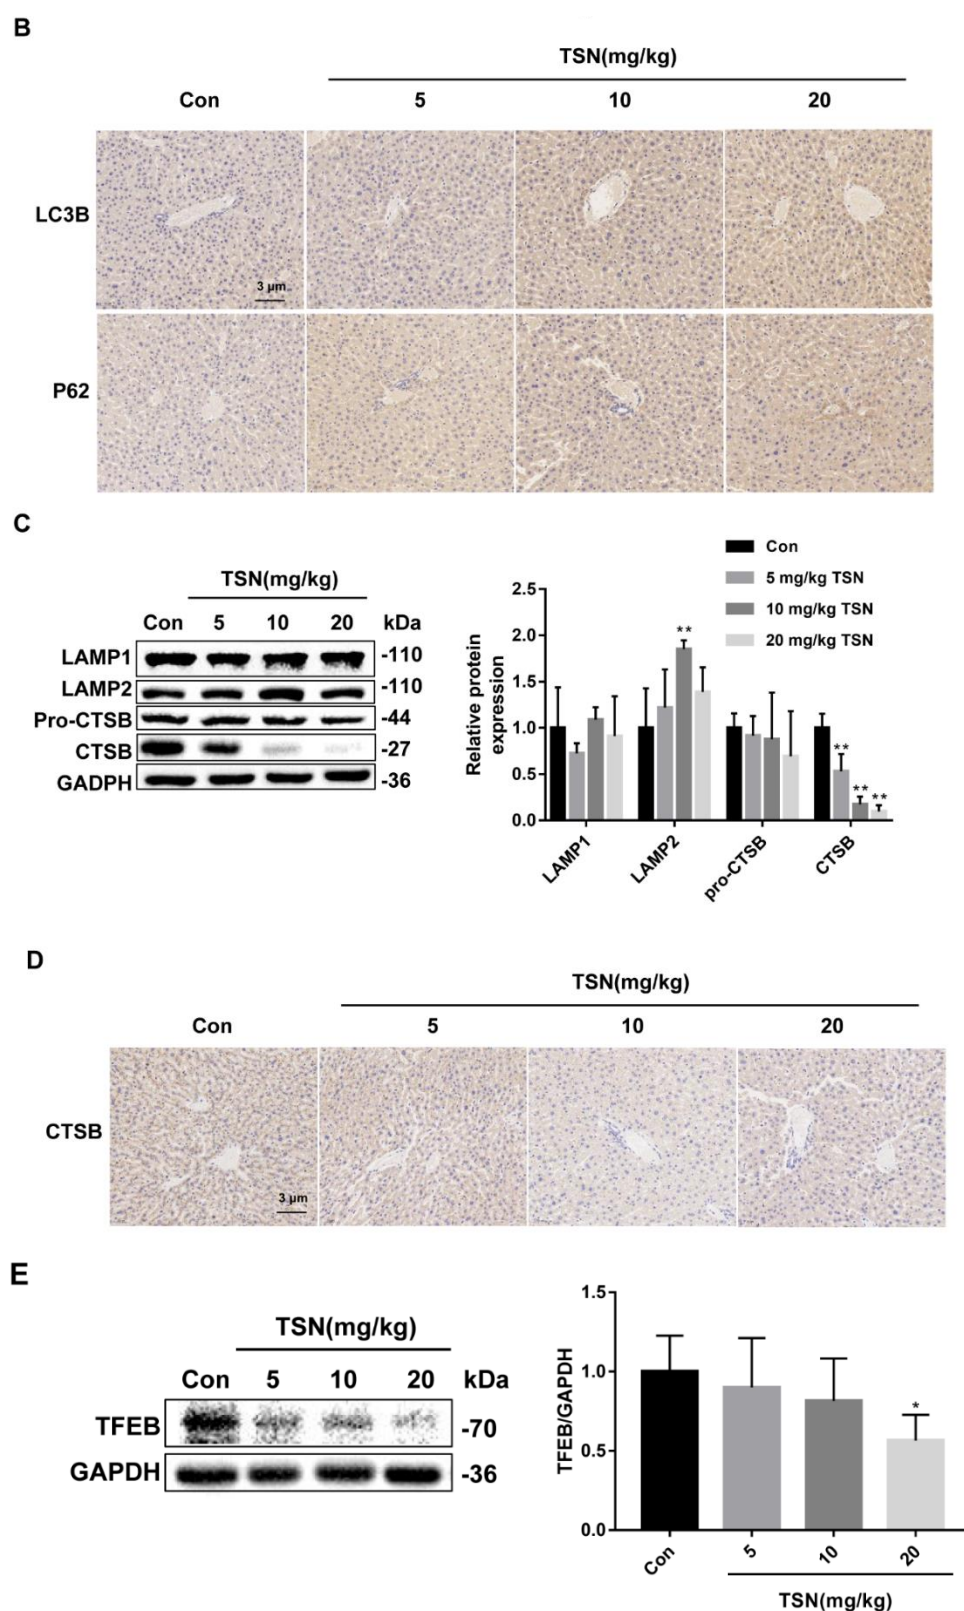 B
TSN(mg/kg)
Con 5 10 20
LC3B
3 µm
P62
C
TSN(mg/kg)
Con 5 10 20 kDa
LAMP1 -110
LAMP2 -110
Pro-CTSB -44
CTSB -27
GADPH -36
Con
5 mg/kg TSN
10 mg/kg TSN
20 mg/kg TSN
Relative protein
expression
2.5
2.0
1.5
1.0
0.5
0.0
**
**
**
**
LAMP1 LAMP2 pro-CTSB CTSB
D
TSN(mg/kg)
Con 5 10 20
CTSB
3 µm
E
TSN(mg/kg)
Con 5 10 20 kDa
TFEB -70
GAPDH -36
TFEB/GAPDH
1.5
1.0
0.5
0.0
*
Con 5 10 20
TSN(mg/kg)